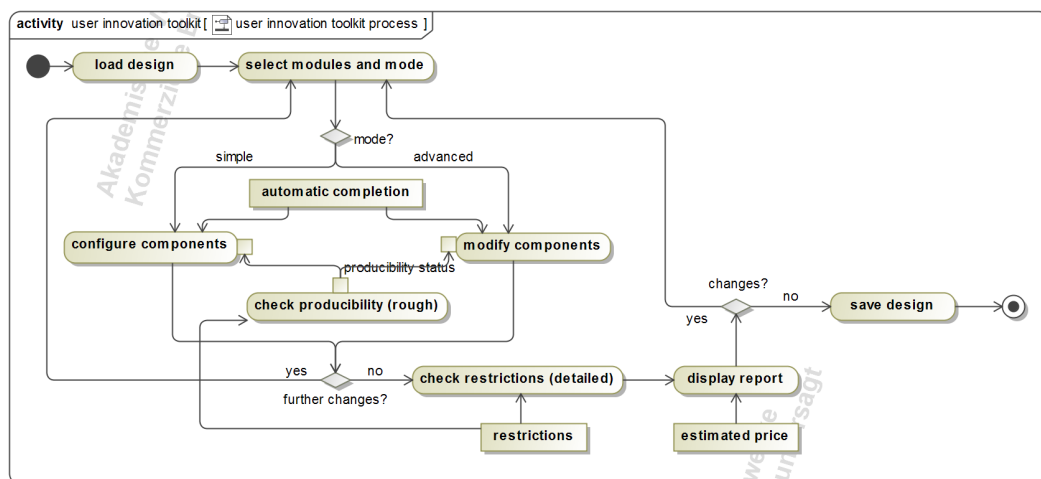 activity user innovation toolkit [ user innovation toolkit process ]
load design
select modules and mode
mode?
simple
advanced
automatic completion
configure components
modify components
producibility status
check producibility (rough)
changes?
no
save design
yes
yes
no
check restrictions (detailed)
display report
further changes?
restrictions
estimated price